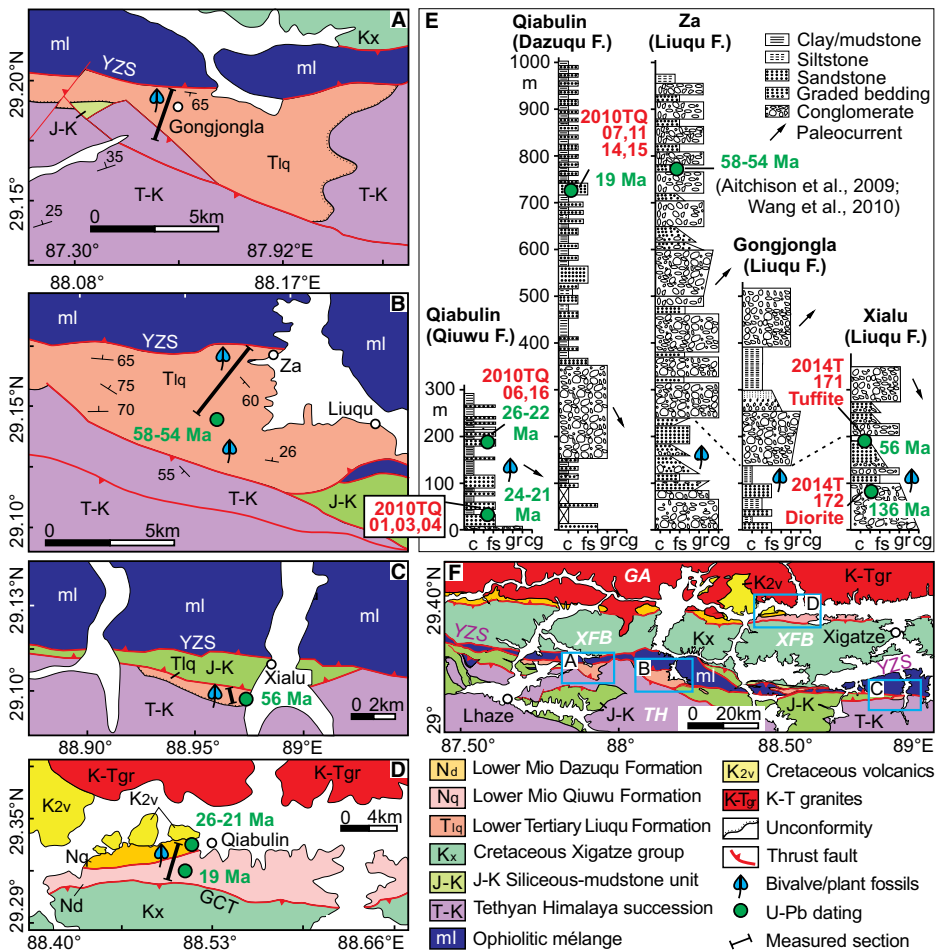 A
Kx
ml
YZS
ml
29.20°N
65
Gongjongla
J-K
Tlq
35
T-K
T-K
29.15°
25
0 5km
87.30
87.92°E
88.08
88.17°E
B
ml
YZS
ml
65
Tlq
Za
75
29.15°N
70
60
Liuqu
58-54 Ma
26
55
T-K
J-K
T-K
29.10°
0 5km
2010TQ
01,03,04
C
29.13°N
ml
ml
YZS
ml
Tlq
J-K
Xialu
29.10°
T-K
56 Ma
0 2km
88.90
88.95
89°E
D
K-Tgr
K-Tgr
K2v
K2v
0 4km
29.35°
26-21 Ma
Qiabulin
Nq
19 Ma
29.29°
Nd
Kx
GCT
88.40°E
88.53
88.66°E
E
Qiabulin
(Dazuqu F.)
Za
(Liuqu F.)
Clay/mudstone
Siltstone
Sandstone
Graded bedding
Conglomerate
Paleocurrent
1000
m
900
800
700
600
500
400
300
m
200
100
0
2010TQ
07,11
14,15
19 Ma
58-54 Ma
(Aitchison et al., 2009;
Wang et al., 2010)
Gongjongla
(Liuqu F.)
Qiabulin
(Qiuwu F.)
Xialu
(Liuqu F.)
2010TQ
06,16
26-22
Ma
24-21
Ma
2014T
171
Tuffite
56 Ma
2014T
172
Diorite
136 Ma
c fs grcg
c fs grcg
c fs grcg
c fs grcg
c fs grcg
F
GA
K2v
K-Tgr
D
29.40°N
YZS
XFB
Kx
XFB
Xigatze
A
B
ml
YZS
C
Lhaze
J-K
TH
0 20km
J-K
T-K
29°
87.50°
88°
88.50°
89°E
Nd Lower Mio Dazuqu Formation
Nq Lower Mio Qiuwu Formation
Tlq Lower Tertiary Liuqu Formation
Kx Cretaceous Xigatze group
J-K J-K Siliceous-mudstone unit
T-K Tethyan Himalaya succession
ml Ophiolitic mélange
K2v Cretaceous volcanics
K-Tgr K-T granites
Unconformity
Thrust fault
Bivalve/plant fossils
U-Pb dating
Measured section